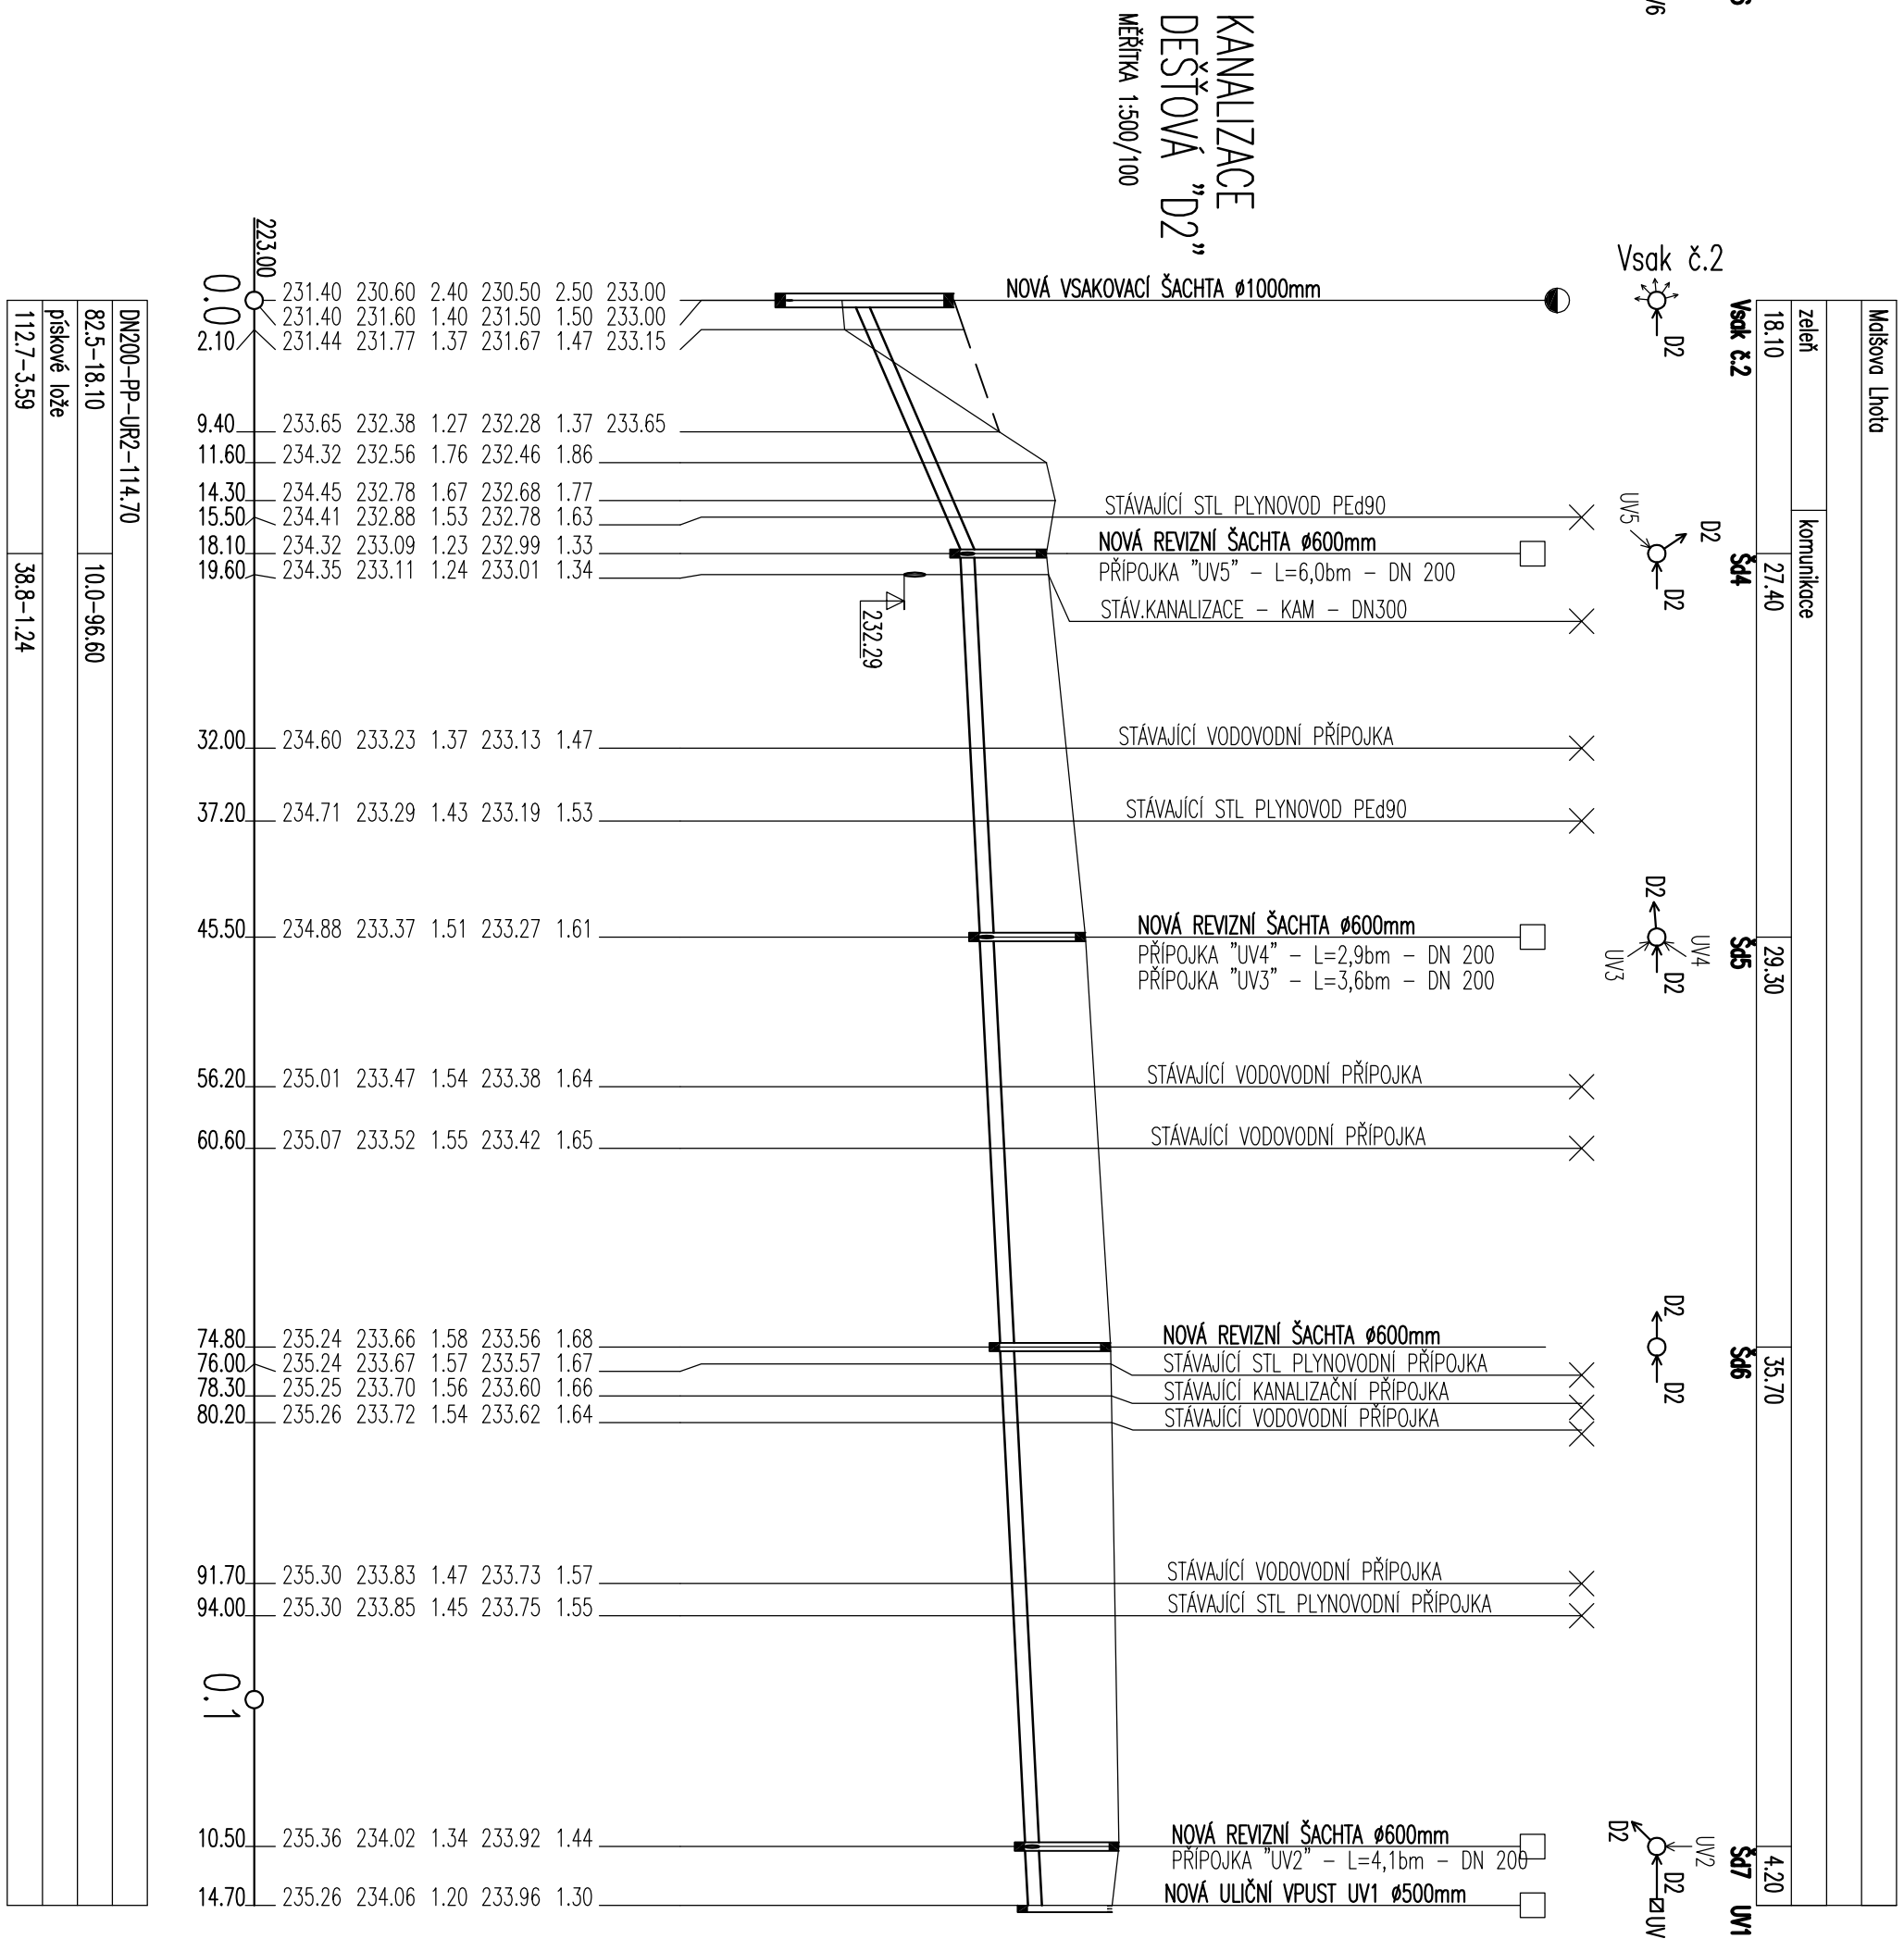 KANALIZACE
DEŠŤOVÁ "D2"
MĚŘÍTKA 1:500/100
Malšova Lhota
zeleň komunikace
18.10 27.40 29.30 35.70 4.20
Vsak č.2 Šd4 Šd5 Šd6 Šd7 UV1
Vsak č.2
D2
UV5 D2 D2
D2 UV4 UV3 D2
D2 D2
D2 UV2 D2 UV
223.00
0.0 231.40 230.60 2.40 230.50 2.50 233.00 NOVÁ VSAKOVACÍ ŠACHTA ø1000mm
231.40 231.60 1.40 231.50 1.50 233.00
2.10 231.44 231.77 1.37 231.67 1.47 233.15
9.40 233.65 232.38 1.27 232.28 1.37 233.65
11.60 234.32 232.56 1.76 232.46 1.86
14.30 234.45 232.78 1.67 232.68 1.77
15.50 234.41 232.88 1.53 232.78 1.63 STÁVAJÍCÍ STL PLYNOVOD PEd90
18.10 234.32 233.09 1.23 232.99 1.33 NOVÁ REVIZNÍ ŠACHTA ø600mm
PŘÍPOJKA "UV5" – L=6,0bm – DN 200
19.60 234.35 233.11 1.24 233.01 1.34 STÁV.KANALIZACE – KAM – DN300
232.29
32.00 234.60 233.23 1.37 233.13 1.47 STÁVAJÍCÍ VODOVODNÍ PŘÍPOJKA
37.20 234.71 233.29 1.43 233.19 1.53 STÁVAJÍCÍ STL PLYNOVOD PEd90
45.50 234.88 233.37 1.51 233.27 1.61 NOVÁ REVIZNÍ ŠACHTA ø600mm
PŘÍPOJKA "UV4" – L=2,9bm – DN 200
PŘÍPOJKA "UV3" – L=3,6bm – DN 200
56.20 235.01 233.47 1.54 233.38 1.64 STÁVAJÍCÍ VODOVODNÍ PŘÍPOJKA
60.60 235.07 233.52 1.55 233.42 1.65 STÁVAJÍCÍ VODOVODNÍ PŘÍPOJKA
74.80 235.24 233.66 1.58 233.56 1.68 NOVÁ REVIZNÍ ŠACHTA ø600mm
76.00 235.24 233.67 1.57 233.57 1.67 STÁVAJÍCÍ STL PLYNOVODNÍ PŘÍPOJKA
78.30 235.25 233.70 1.56 233.60 1.66 STÁVAJÍCÍ KANALIZAČNÍ PŘÍPOJKA
80.20 235.26 233.72 1.54 233.62 1.64 STÁVAJÍCÍ VODOVODNÍ PŘÍPOJKA
91.70 235.30 233.83 1.47 233.73 1.57 STÁVAJÍCÍ VODOVODNÍ PŘÍPOJKA
94.00 235.30 233.85 1.45 233.75 1.55 STÁVAJÍCÍ STL PLYNOVODNÍ PŘÍPOJKA
0.1
10.50 235.36 234.02 1.34 233.92 1.44 NOVÁ REVIZNÍ ŠACHTA ø600mm
PŘÍPOJKA "UV2" – L=4,1bm – DN 200
14.70 235.26 234.06 1.20 233.96 1.30 NOVÁ ULIČNÍ VPUST UV1 ø500mm
DN200–PP–UR2–114.70
82.5–18.10 10.0–96.60
pískové lože
112.7–3.59 38.8–1.24